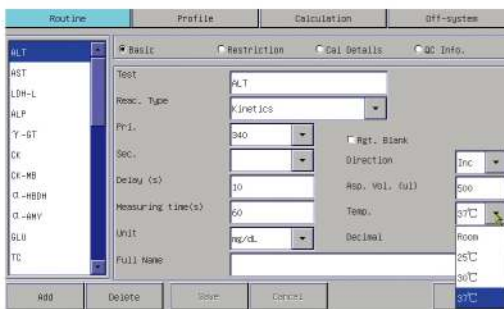 Routine Profile Calculation Off-system
Basic Restriction Cal Details QC Info.
ALT
AST
LDH-L
ALP
γ-GT
CK
CK-MB
α-HBDH
α-AMY
GLU
TC
Test ALT
Reac. Type Kinetics
Pri. 340 Rgt. Blank
Sec. Direction Inc
Delay (s) 10 Asp. Vol. (ul) 500
Measuring time(s) 60 Temp. 37℃
Unit mg/dL Decimal
Full Name
Room
25℃
30℃
37℃
Add Delete Save Cancel